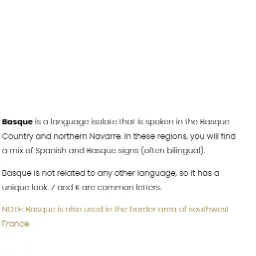 Basque is a language isolate that is spoken in the Basque
Country and northern Navarre. In these regions, you will find
a mix of Spanish and Basque signs (often bilingual).
Basque is not related to any other language, so it has a
unique look. Z and K are common letters.
NOTE: Basque is also used in the border area of southwest
France.